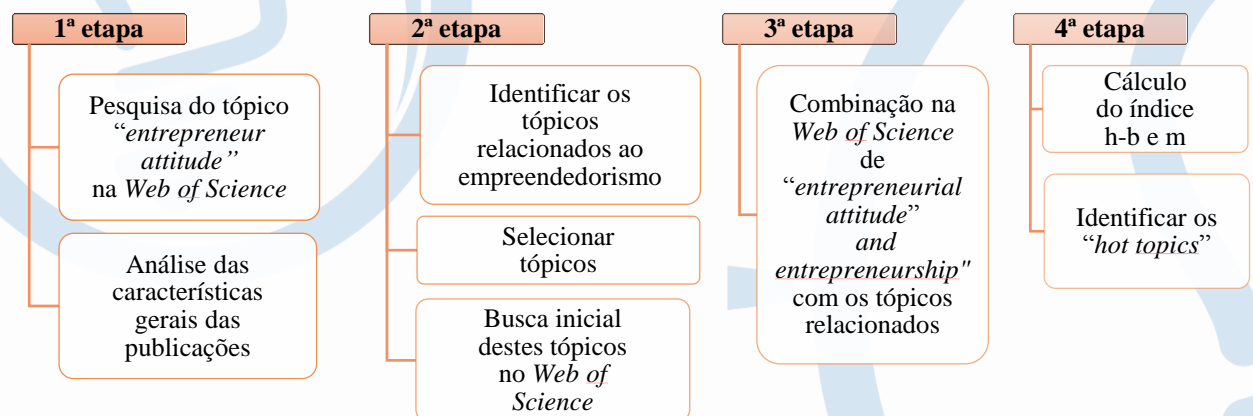 1ª etapa
Pesquisa do tópico
“entrepreneur
attitude”
na Web of Science
Análise das
características
gerais das
publicações
2ª etapa
Identificar os
tópicos
relacionados ao
empreendedorismo
Selecionar
tópicos
Busca inicial
destes tópicos
no Web of
Science
3ª etapa
Combinação na
Web of Science
de
“entrepreneurial
attitude”
and
entrepreneurship"
com os tópicos
relacionados
4ª etapa
Cálculo
do índice
h-b e m
Identificar os
“hot topics”